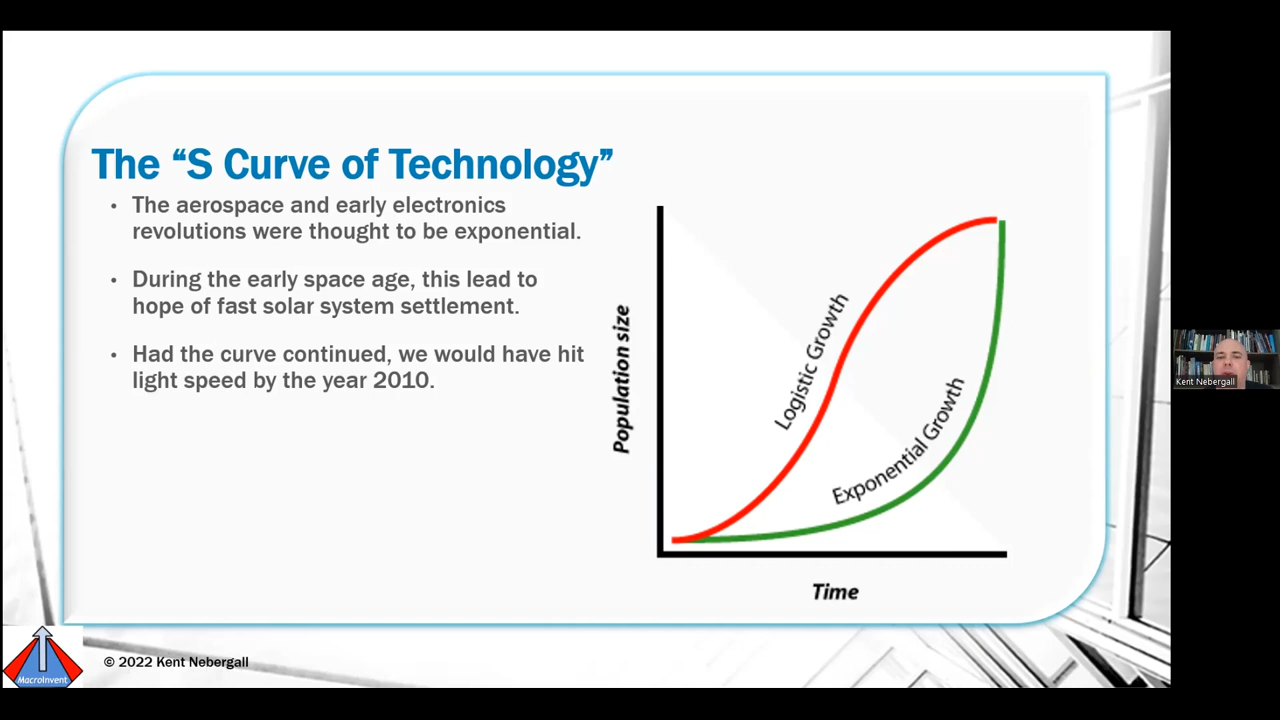 The “S Curve of Technology”
• The aerospace and early electronics
revolutions were thought to be exponential.
• During the early space age, this lead to
hope of fast solar system settlement.
• Had the curve continued, we would have hit
light speed by the year 2010.
Population size
Logistic Growth
Exponential Growth
Time
Kent Nebergall
MacroInvent
© 2022 Kent Nebergall